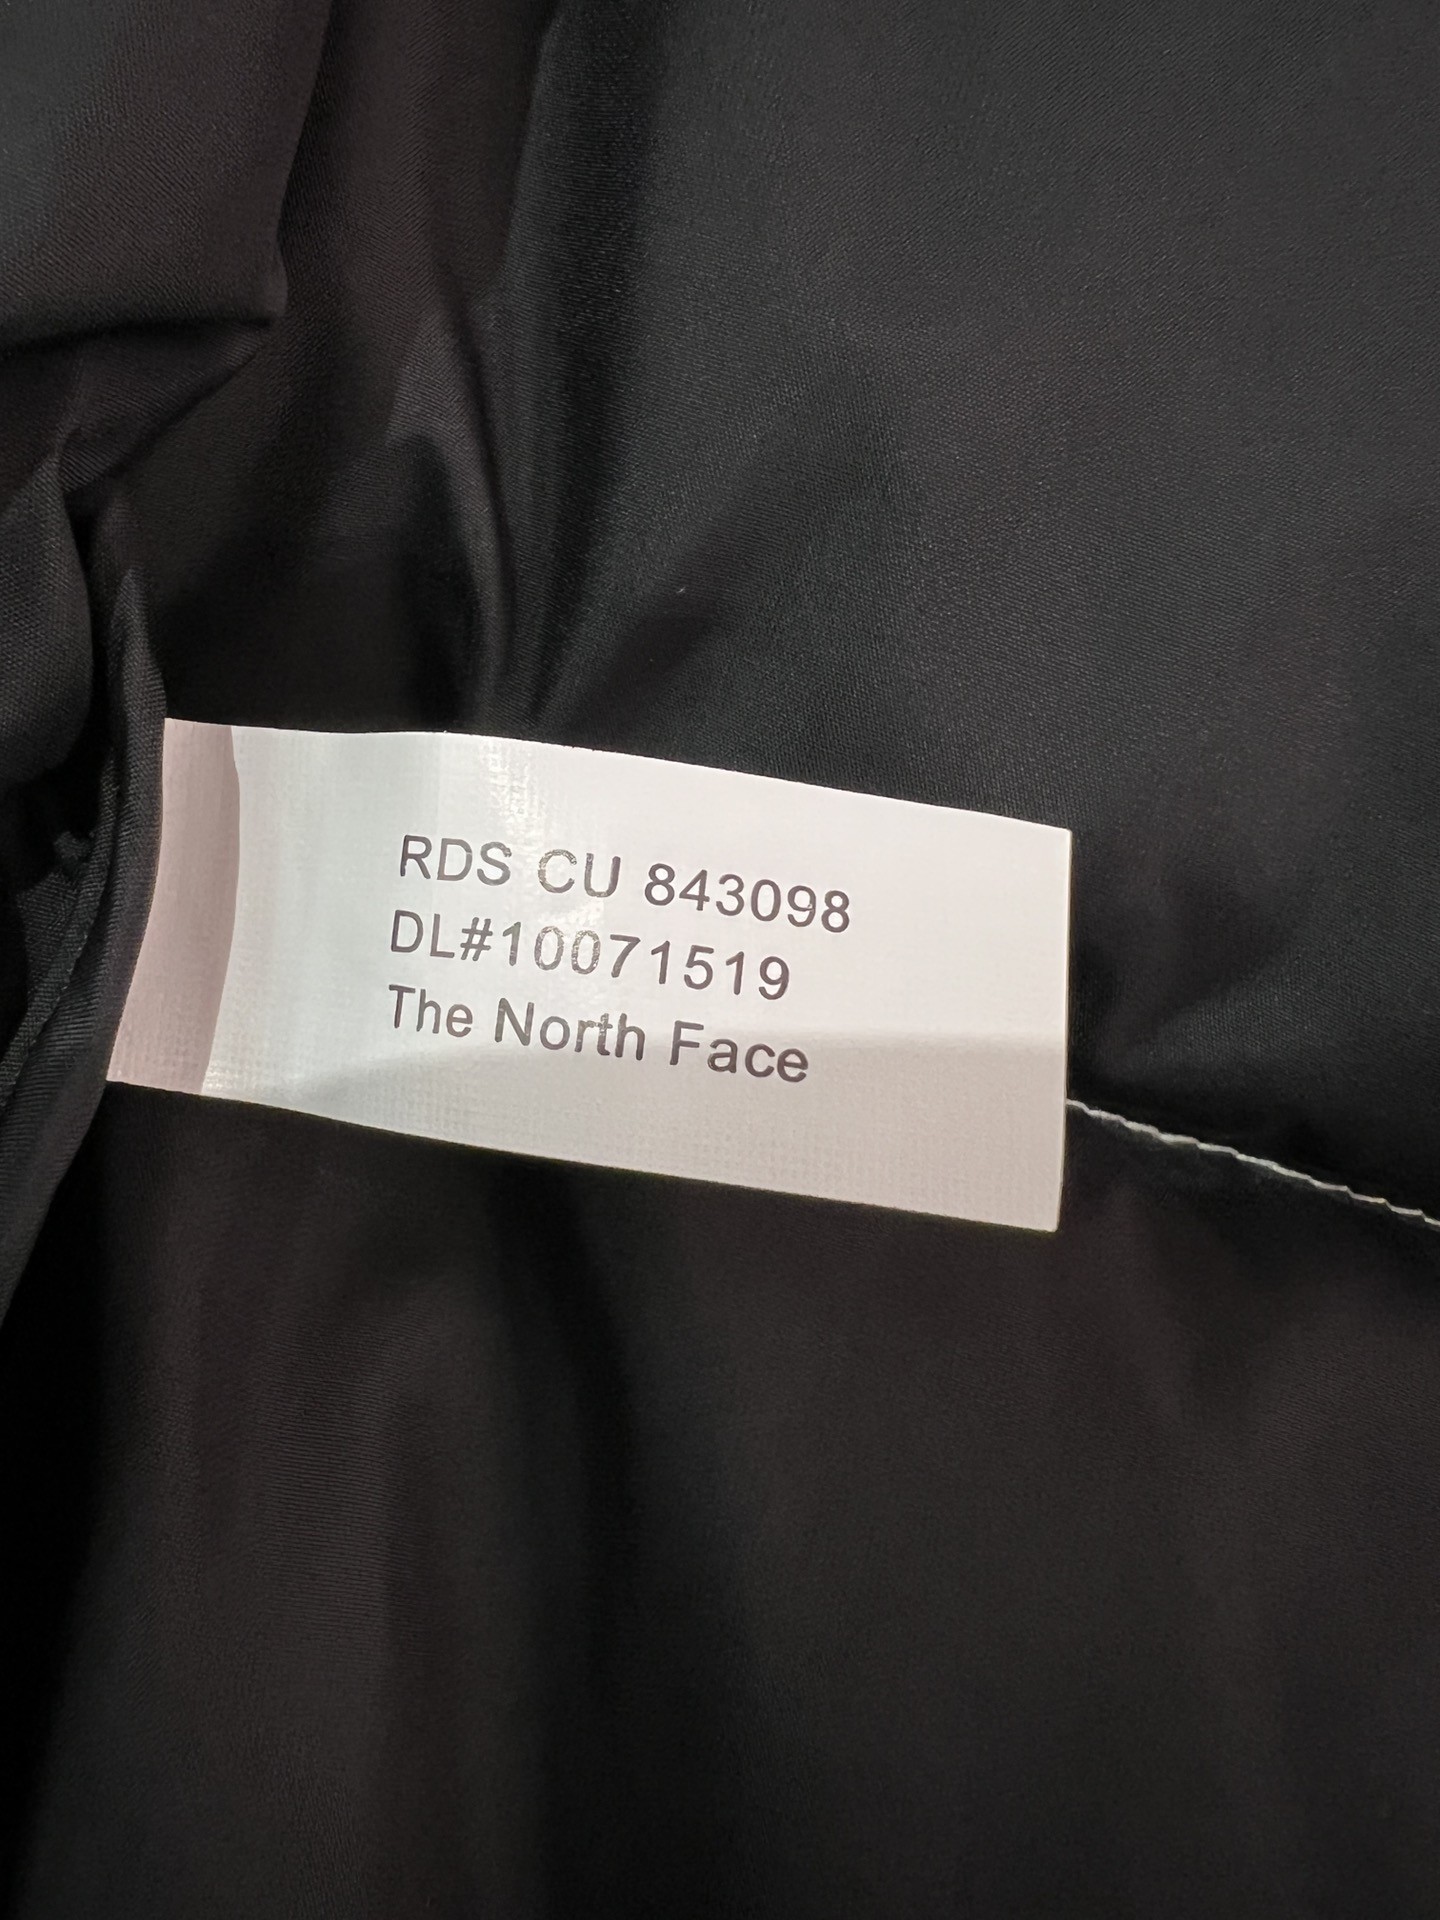 RDS CU 843098
DL#10071519
The North Face